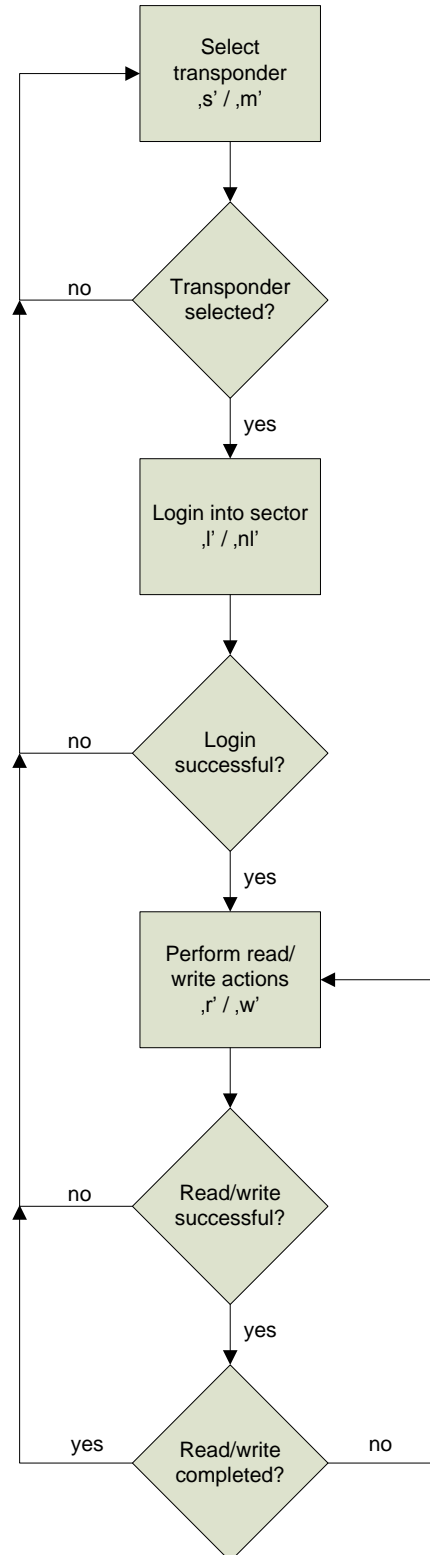 Select
transponder
‚s’ / ‚m’
no
Transponder
selected?
yes
Login into sector
‚l’ / ‚nl’
no
Login
successful?
yes
Perform read/
write actions
‚r’ / ‚w’
no
Read/write
successful?
yes
yes
Read/write
completed?
no